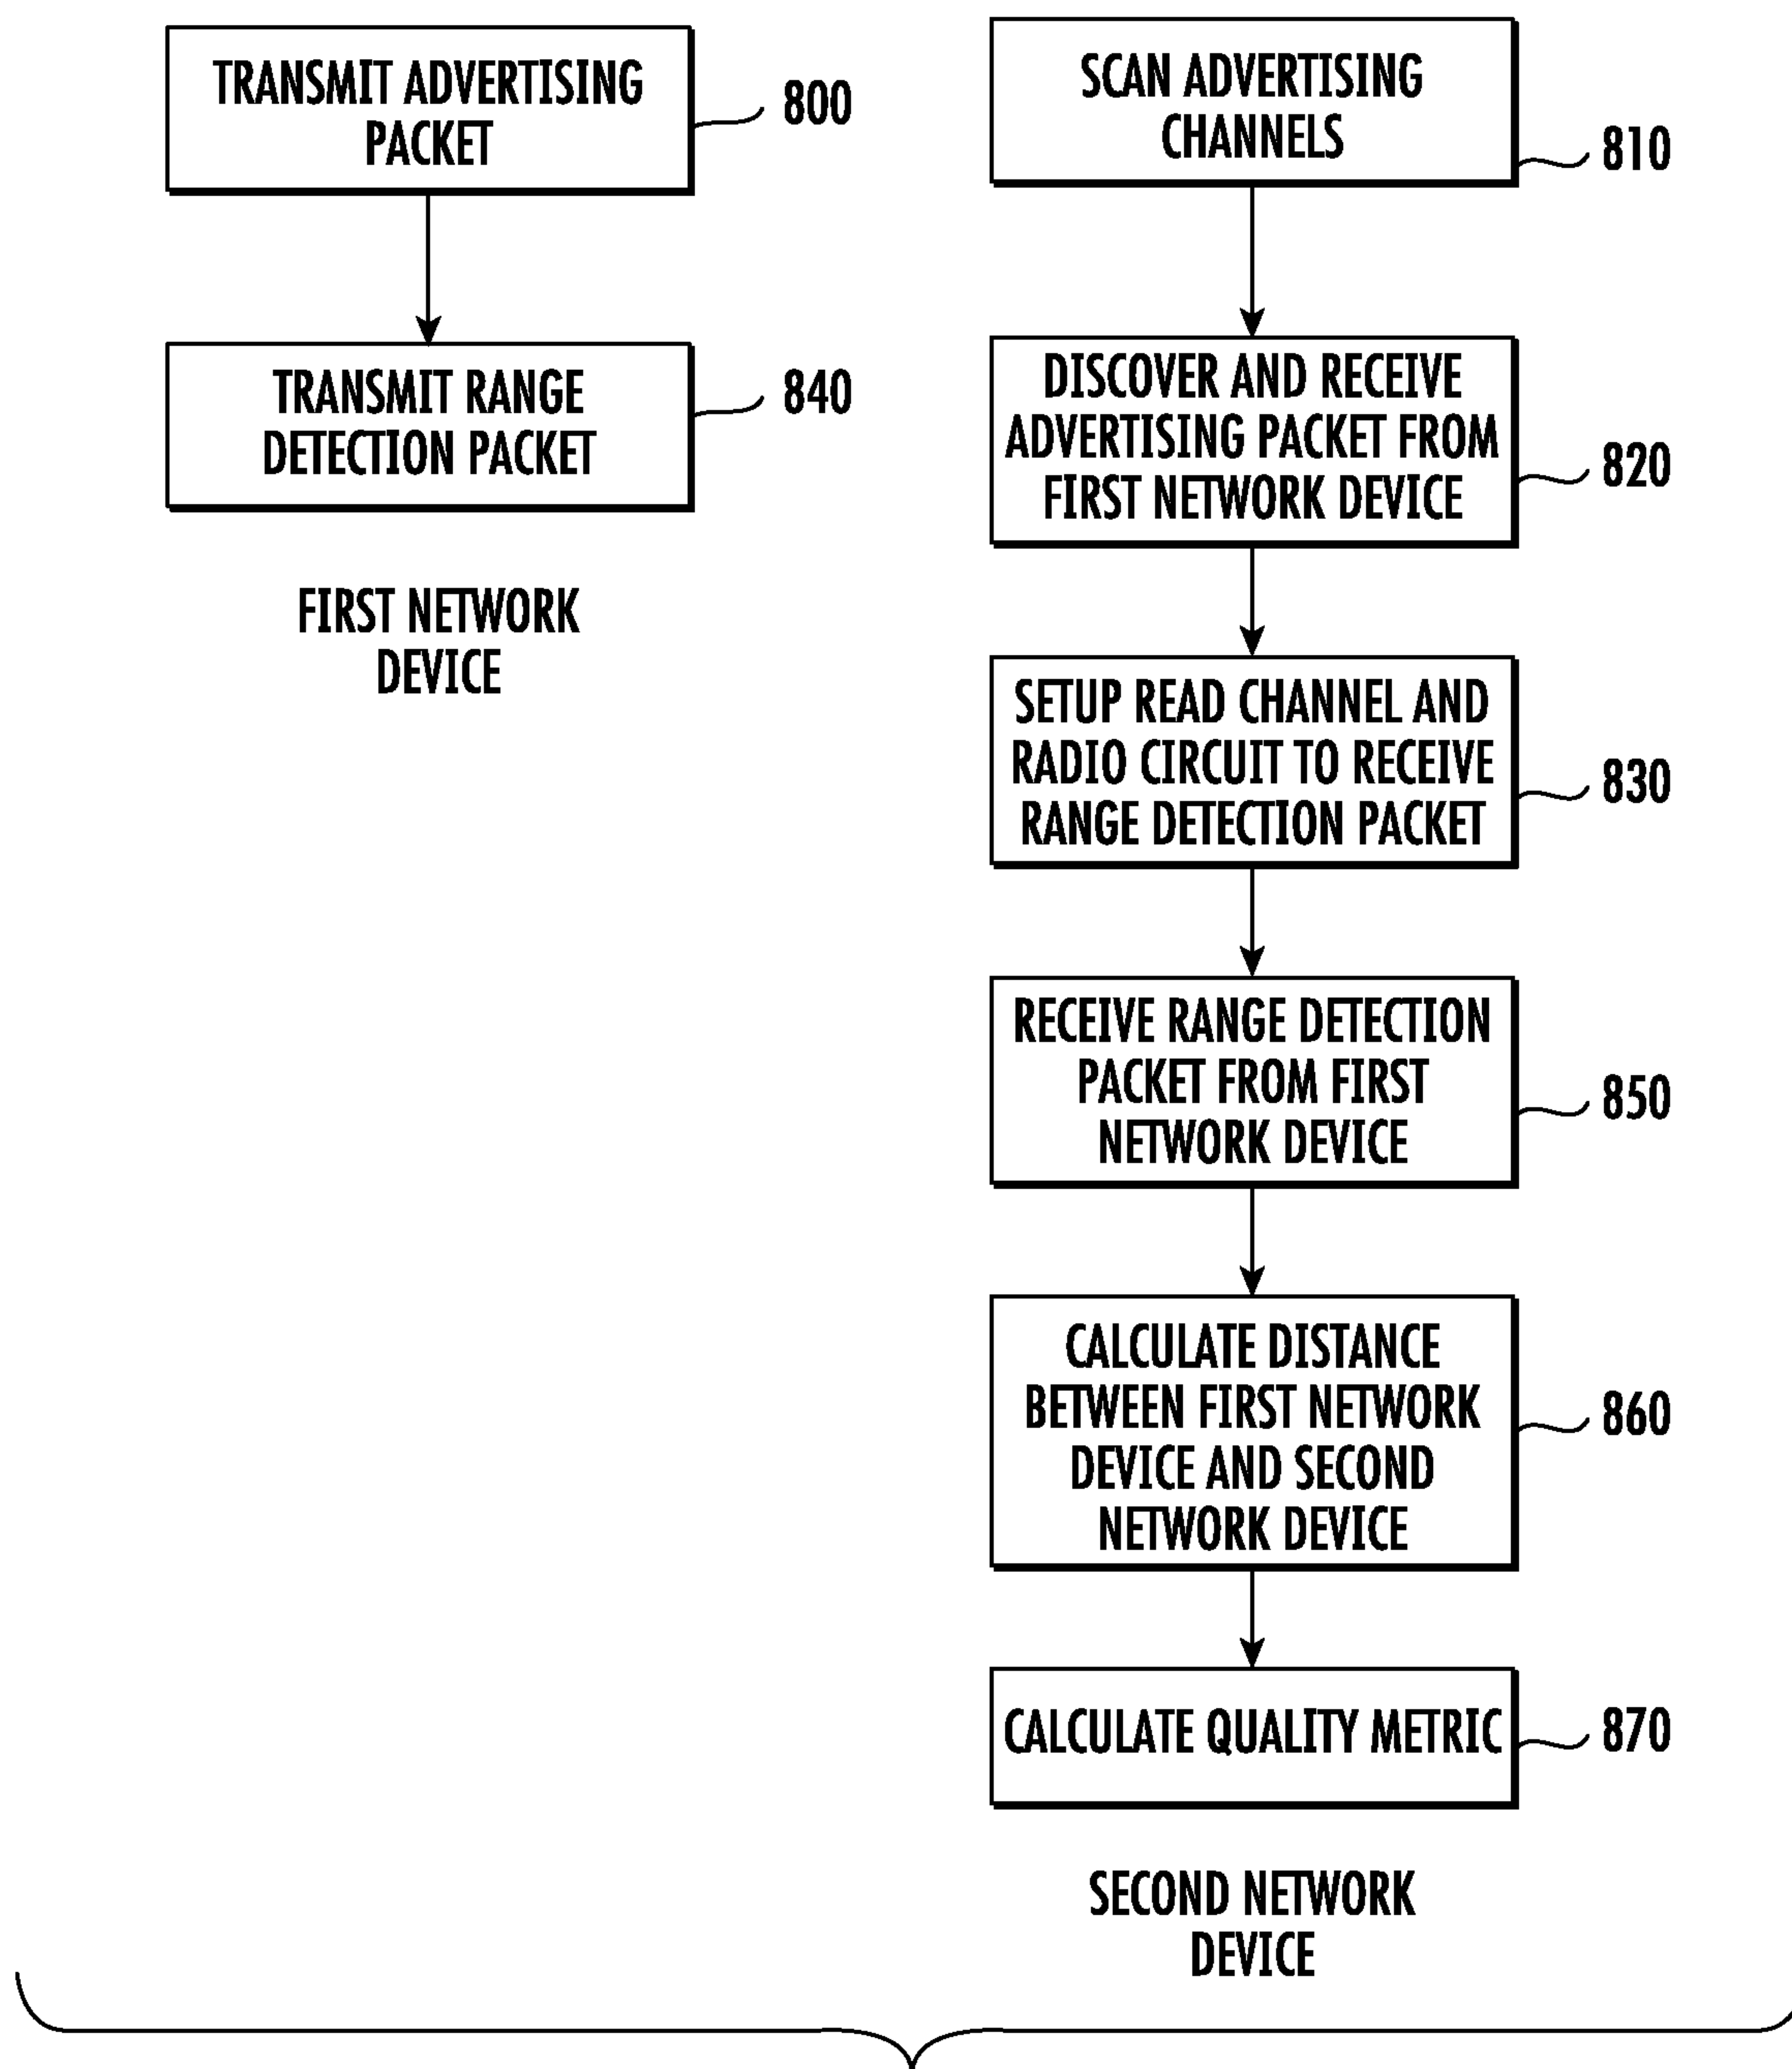 TRANSMIT ADVERTISING
PACKET
800
TRANSMIT RANGE
DETECTION PACKET
840
FIRST NETWORK
DEVICE
SCAN ADVERTISING
CHANNELS
810
DISCOVER AND RECEIVE
ADVERTISING PACKET FROM
FIRST NETWORK DEVICE
820
SETUP READ CHANNEL AND
RADIO CIRCUIT TO RECEIVE
RANGE DETECTION PACKET
830
RECEIVE RANGE DETECTION
PACKET FROM FIRST
NETWORK DEVICE
850
CALCULATE DISTANCE
BETWEEN FIRST NETWORK
DEVICE AND SECOND
NETWORK DEVICE
860
CALCULATE QUALITY METRIC
870
SECOND NETWORK
DEVICE